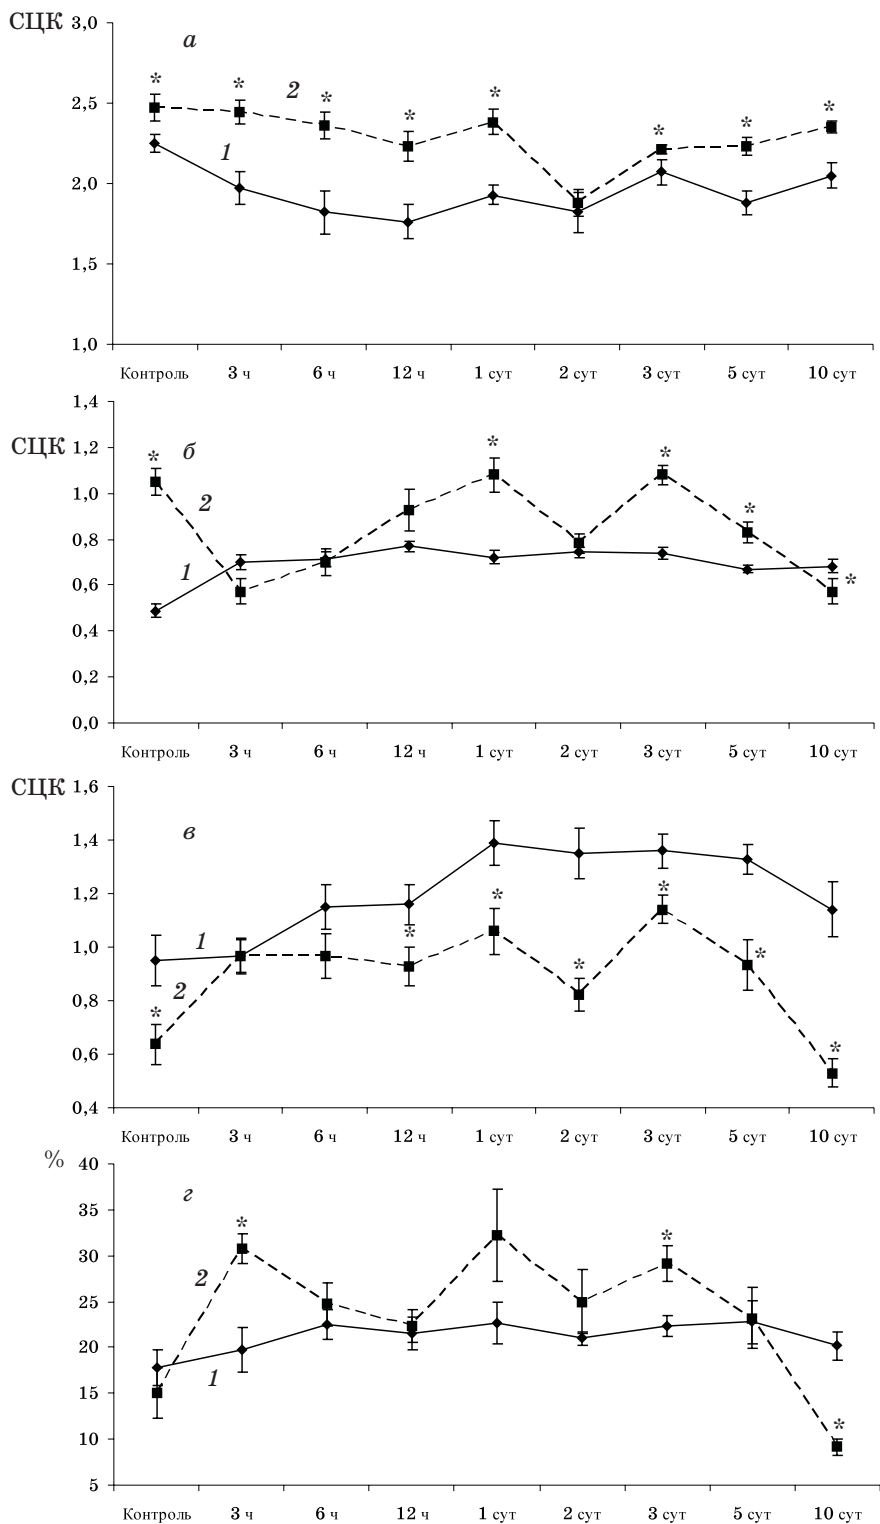 СЦК 3,0
а
* * * * * * * *
2
2,5
1
2,0
1,5
1,0
Контроль 3 ч 6 ч 12 ч 1 сут 2 сут 3 сут 5 сут 10 сут
1,4
СЦК 1,2
б
* * * * *
2
1,0
0,8
1
0,6
0,4
0,2
0,0
Контроль 3 ч 6 ч 12 ч 1 сут 2 сут 3 сут 5 сут 10 сут
СЦК 1,6
в
1,4
1,2
* * * * * * *
1
1,0
2
0,8
0,6
0,4
Контроль 3 ч 6 ч 12 ч 1 сут 2 сут 3 сут 5 сут 10 сут
% 40
г
35
* * *
30
2
25
20
1
15
10
5
Контроль 3 ч 6 ч 12 ч 1 сут 2 сут 3 сут 5 сут 10 сут